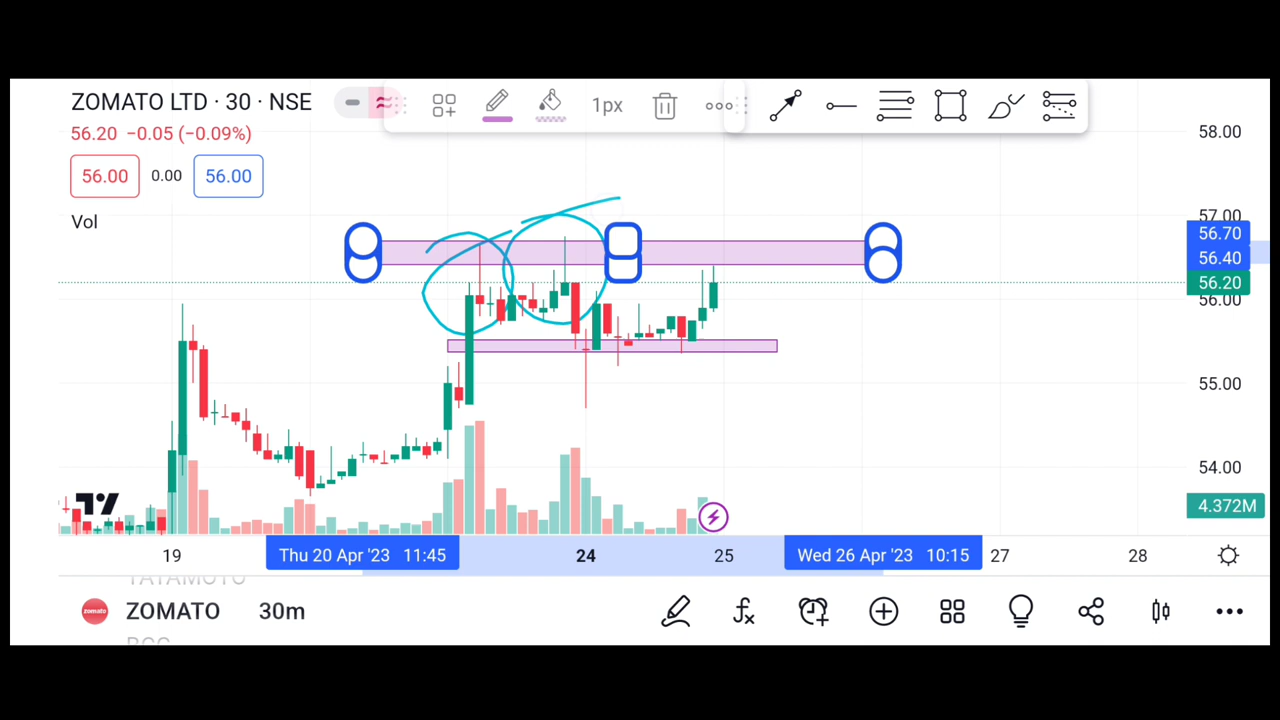 ZOMATO LTD · 30 · NSE
1px
56.20 −0.05 (−0.09%)
58.00
56.00 0.00 56.00
Vol
57.00
56.70
56.40
56.20
56.00
55.00
54.00
4.372M
19 Thu 20 Apr '23 11:45 24 25 Wed 26 Apr '23 10:15 27 28
TATAMOTO
zomato ZOMATO 30m